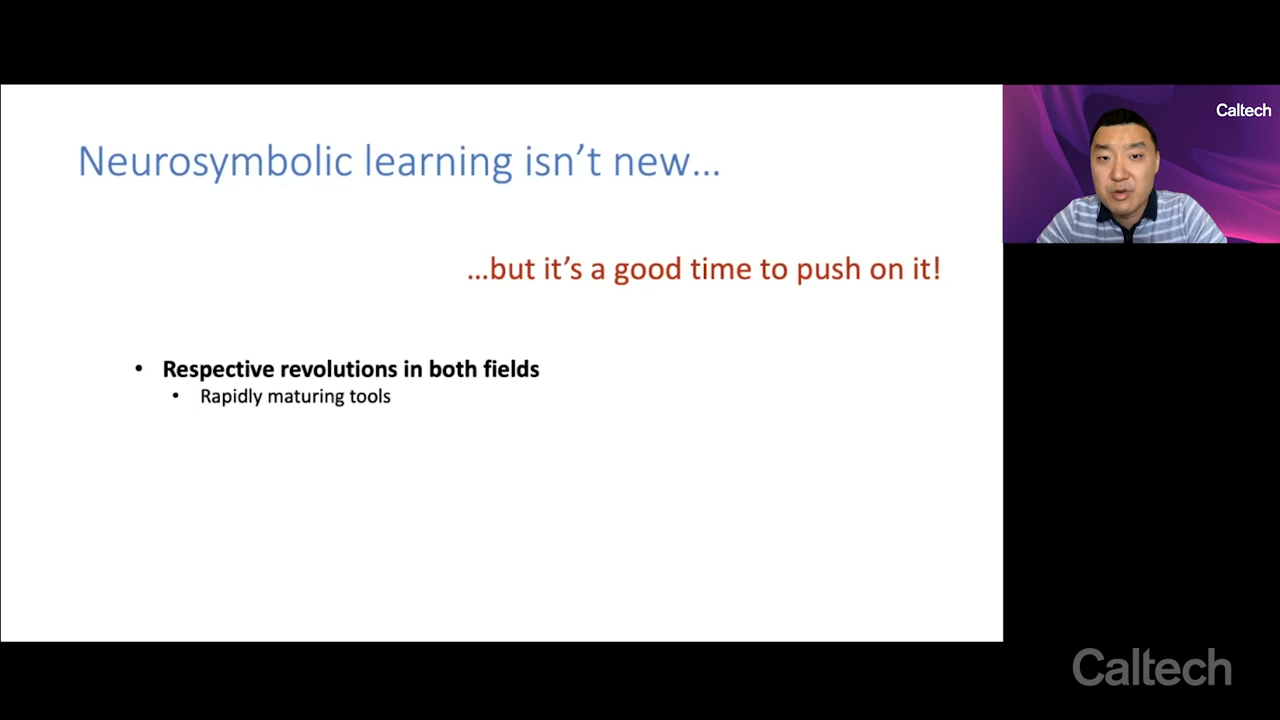 Neurosymbolic learning isn't new...
...but it's a good time to push on it!
• Respective revolutions in both fields
• Rapidly maturing tools
Caltech
Caltech